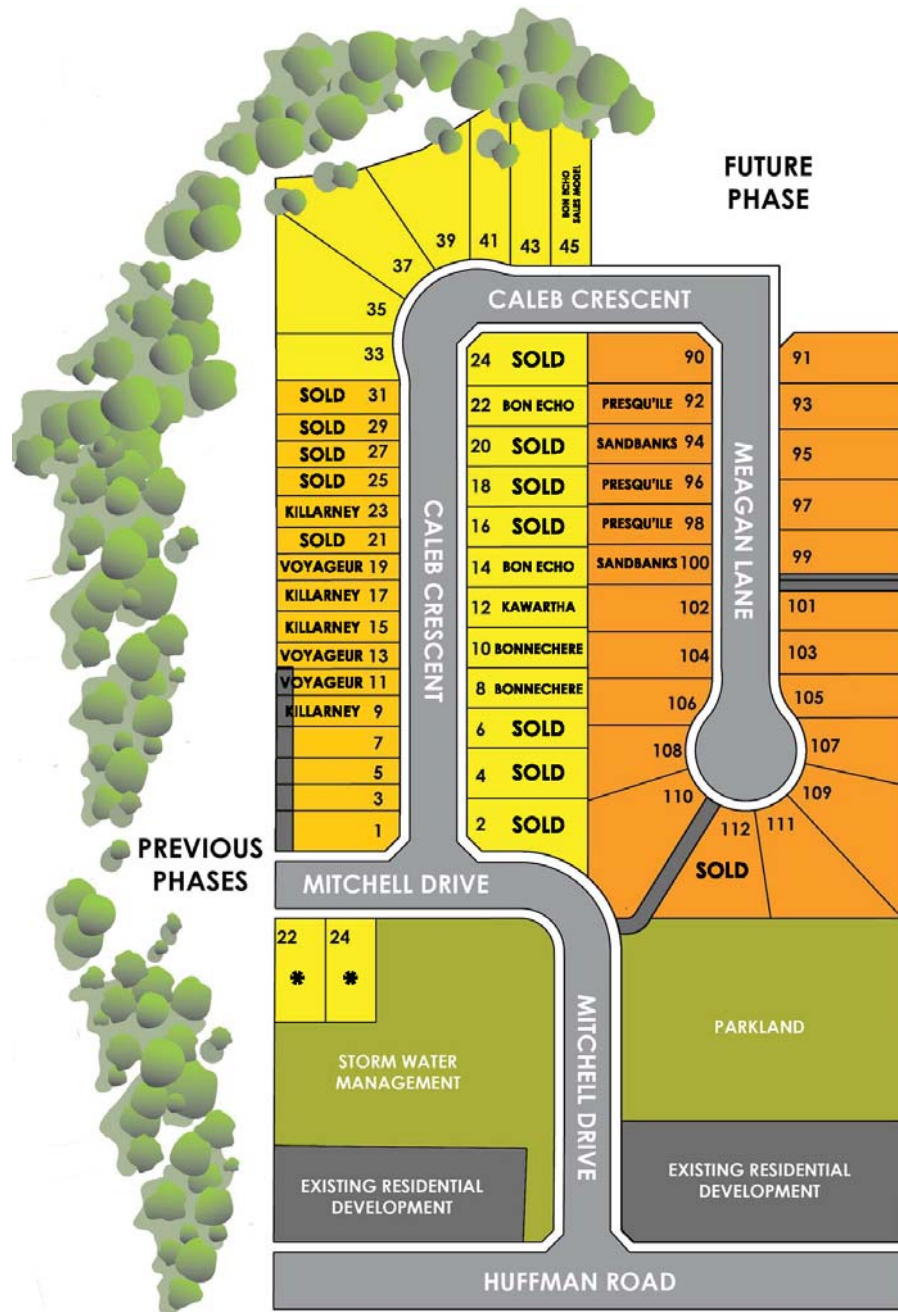 FUTURE
PHASE
BON ECHO
SALES MODEL
39
41
43
45
37
35
33
CALEB CRESCENT
SOLD 31
SOLD 29
SOLD 27
SOLD 25
KILLARNEY 23
SOLD 21
VOYAGEUR 19
KILLARNEY 17
KILLARNEY 15
VOYAGEUR 13
VOYAGEUR 11
KILLARNEY 9
7
5
3
1
CALEB CRESCENT
24 SOLD
22 BON ECHO
20 SOLD
18 SOLD
16 SOLD
14 BON ECHO
12 KAWARTHA
10 BONNECHERE
8 BONNECHERE
6 SOLD
4 SOLD
2 SOLD
90
PRESQU'ILE 92
SANDBANKS 94
PRESQU'ILE 96
PRESQU'ILE 98
SANDBANKS 100
102
104
106
108
110
112
SOLD
111
109
107
105
103
101
99
97
95
93
91
MEAGAN LANE
PREVIOUS
PHASES
MITCHELL DRIVE
22
*
24
*
STORM WATER
MANAGEMENT
MITCHELL DRIVE
PARKLAND
EXISTING RESIDENTIAL
DEVELOPMENT
EXISTING RESIDENTIAL
DEVELOPMENT
HUFFMAN ROAD